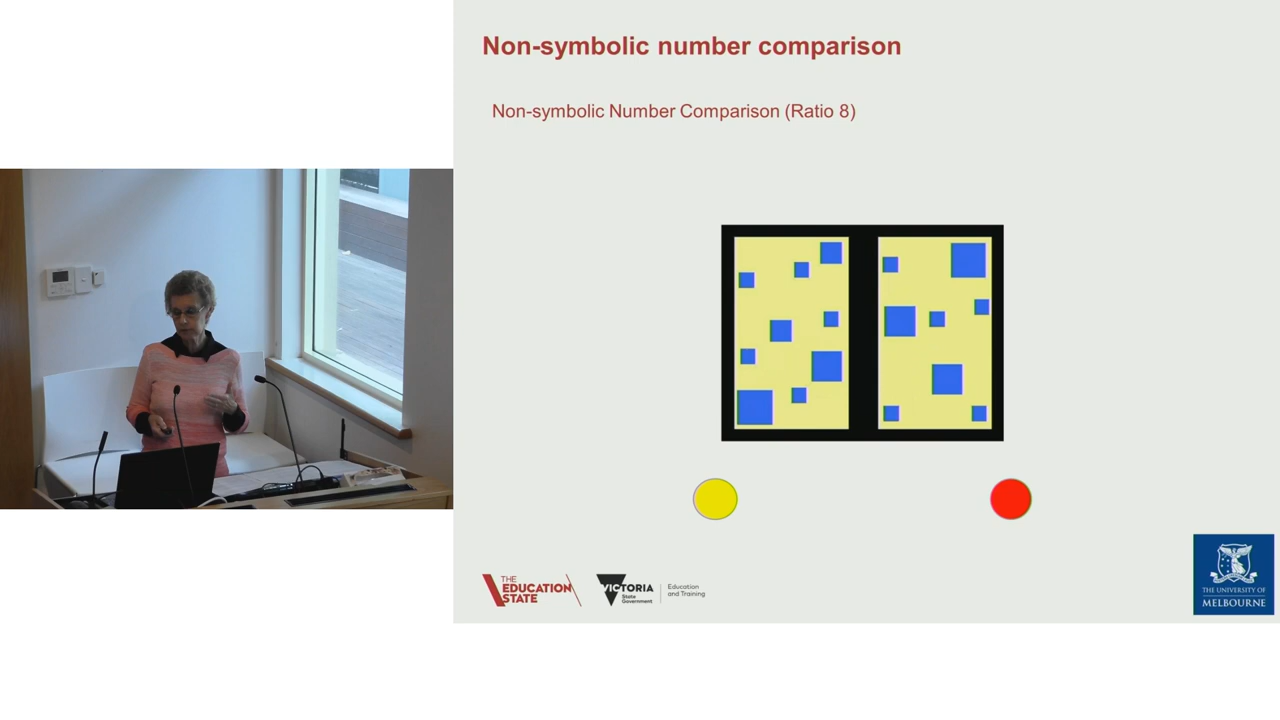 Non-symbolic number comparison
Non-symbolic Number Comparison (Ratio 8)
THE
EDUCATION
STATE
VICTORIA
State
Government
Education
and Training
THE UNIVERSITY OF
MELBOURNE